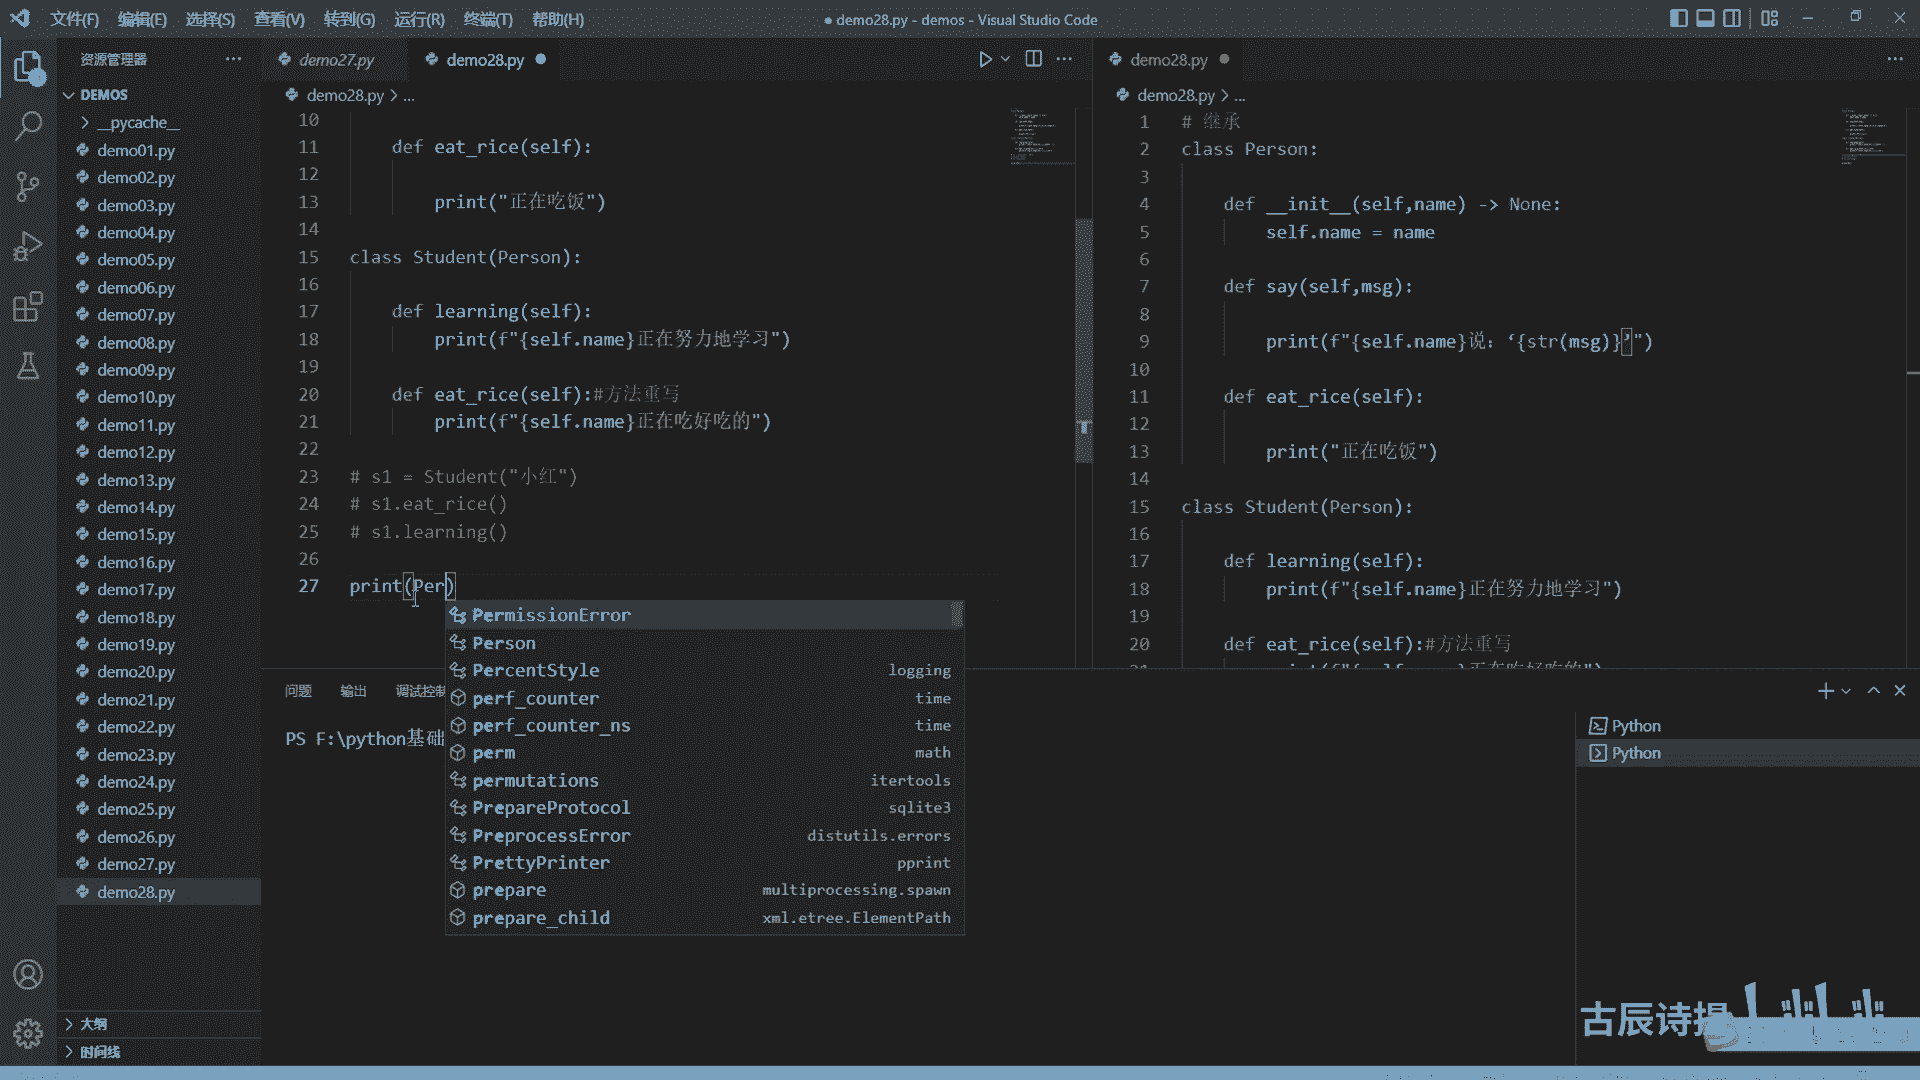 文件(F) 编辑(E) 选择(S) 查看(V) 转到(G) 运行(R) 终端(T) 帮助(H)
● demo28.py - demos - Visual Studio Code
资源管理器
DEMOS
__pycache__
demo01.py
demo02.py
demo03.py
demo04.py
demo05.py
demo06.py
demo07.py
demo08.py
demo09.py
demo10.py
demo11.py
demo12.py
demo13.py
demo14.py
demo15.py
demo16.py
demo17.py
demo18.py
demo19.py
demo20.py
demo21.py
demo22.py
demo23.py
demo24.py
demo25.py
demo26.py
demo27.py
demo28.py
大纲
时间线
demo27.py demo28.py
demo28.py > ...
10
11 def eat_rice(self):
12
13 print("正在吃饭")
14
15 class Student(Person):
16
17 def learning(self):
18 print(f"{self.name}正在努力地学习")
19
20 def eat_rice(self):#方法重写
21 print(f"{self.name}正在吃好吃的")
22
23 # s1 = Student("小红")
24 # s1.eat_rice()
25 # s1.learning()
26
27 print(Per)
PermissionError
Person
PercentStyle logging
perf_counter time
perf_counter_ns time
perm math
permutations itertools
PrepareProtocol sqlite3
PreprocessError distutils.errors
PrettyPrinter pprint
prepare multiprocessing.spawn
prepare_child xml.etree.ElementPath
demo28.py
demo28.py > ...
1 # 继承
2 class Person:
3
4 def __init__(self,name) -> None:
5 self.name = name
6
7 def say(self,msg):
8
9 print(f"{self.name}说：‘{str(msg)}’")
10
11 def eat_rice(self):
12
13 print("正在吃饭")
14
15 class Student(Person):
16
17 def learning(self):
18 print(f"{self.name}正在努力地学习")
19
20 def eat_rice(self):#方法重写
21 print(f"{self.name}正在吃好吃的")
问题 输出 调试控制
PS F:\python基础
Python
Python
古辰诗提